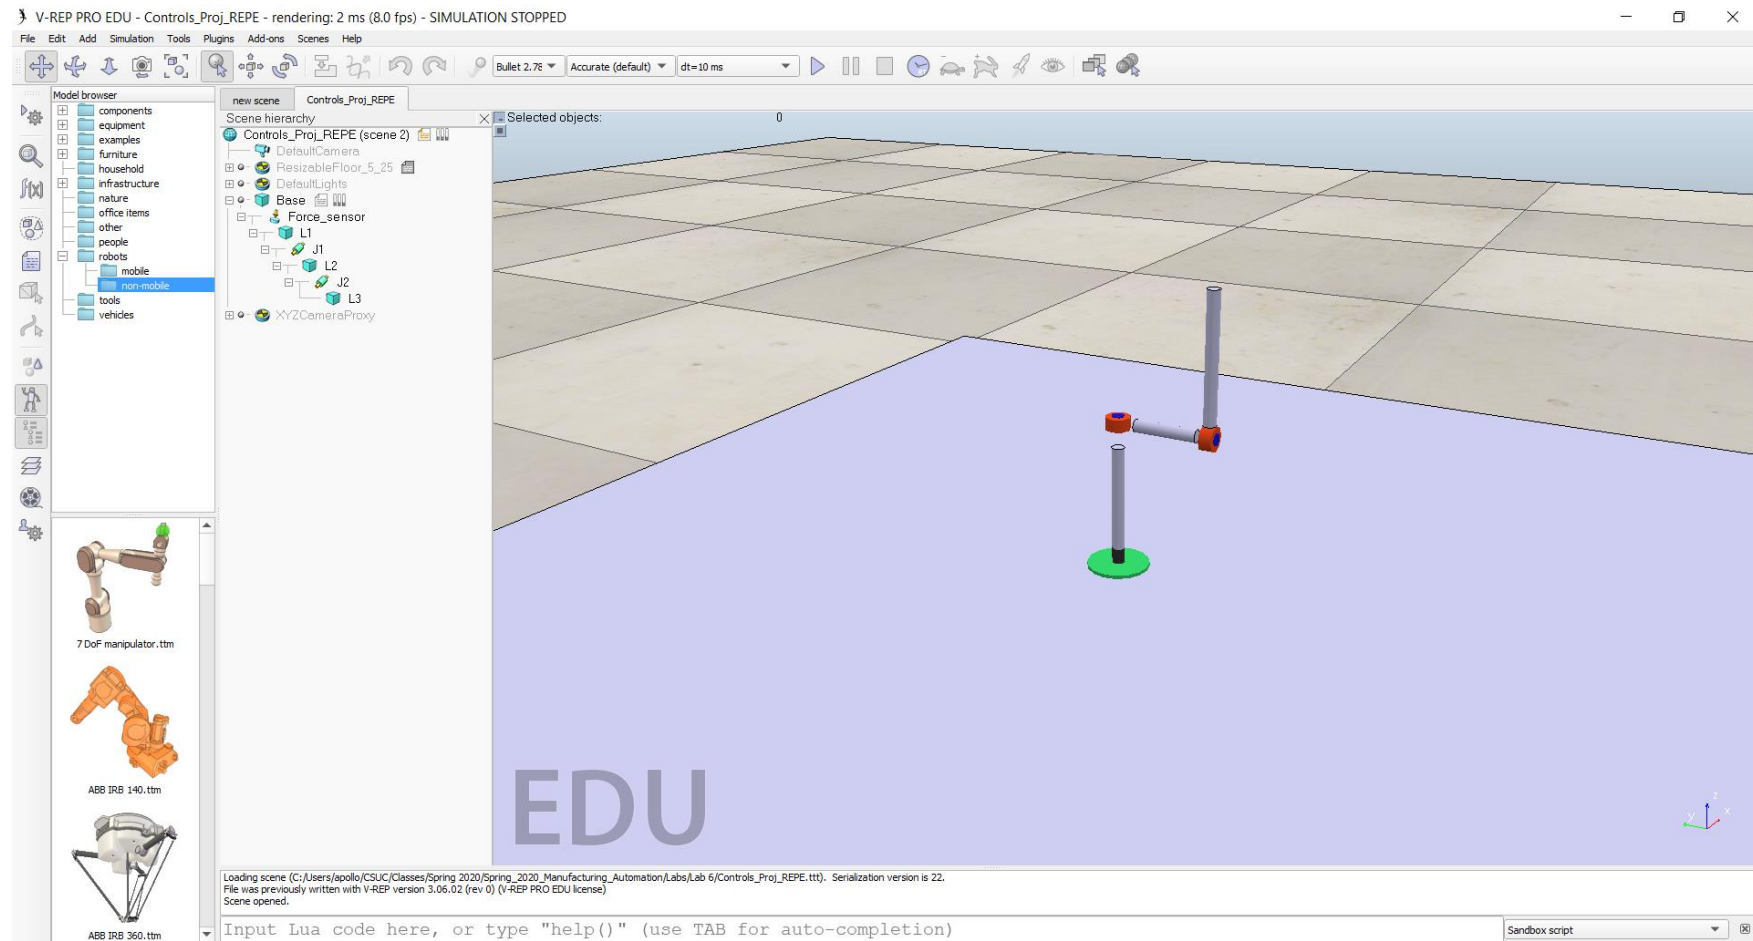 V-REP PRO EDU - Controls_Proj_REPE - rendering: 2 ms (8.0 fps) - SIMULATION STOPPED
File Edit Add Simulation Tools Plugins Add-ons Scenes Help
Bullet 2.78 Accurate (default) dt=10 ms
Model browser
components
equipment
examples
furniture
household
infrastructure
nature
office items
other
people
robots
mobile
non-mobile
tools
vehicles
7 DoF manipulator.ttm
ABB IRB 140.ttm
ABB IRB 360.ttm
new scene Controls_Proj_REPE
Scene hierarchy
Controls_Proj_REPE (scene 2)
DefaultCamera
ResizableFloor_5_25
DefaultLights
Base
Force_sensor
L1
J1
L2
J2
L3
XYZCameraProxy
Selected objects: 0
EDU
z
x
y
Loading scene (C:/Users/apollo/CSUC/Classes/Spring 2020/Spring_2020_Manufacturing_Automation/Labs/Lab 6/Controls_Proj_REPE.ttt). Serialization version is 22.
File was previously written with V-REP version 3.06.02 (rev 0) (V-REP PRO EDU license)
Scene opened.
Input Lua code here, or type "help()" (use TAB for auto-completion)
Sandbox script